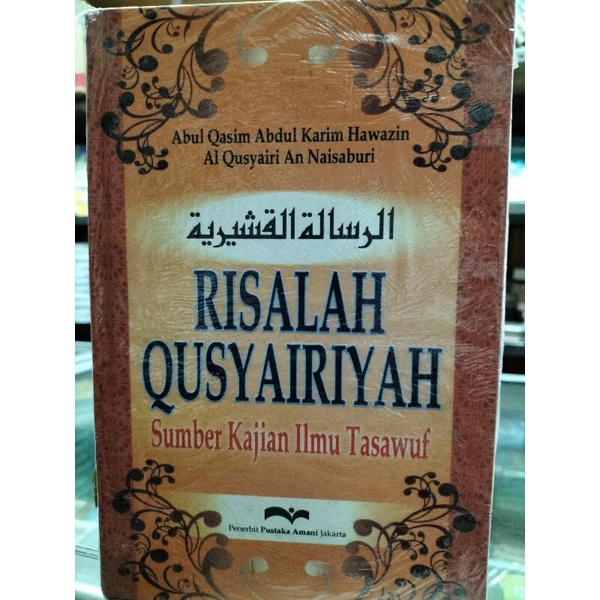 Abul Qasim Abdul Karim Hawazin
Al Qusyairi An Naisaburi
الرسالة القشيرية
RISALAH
QUSYAIRIYAH
Sumber Kajian Ilmu Tasawuf
Penerbit Pustaka Amani Jakarta